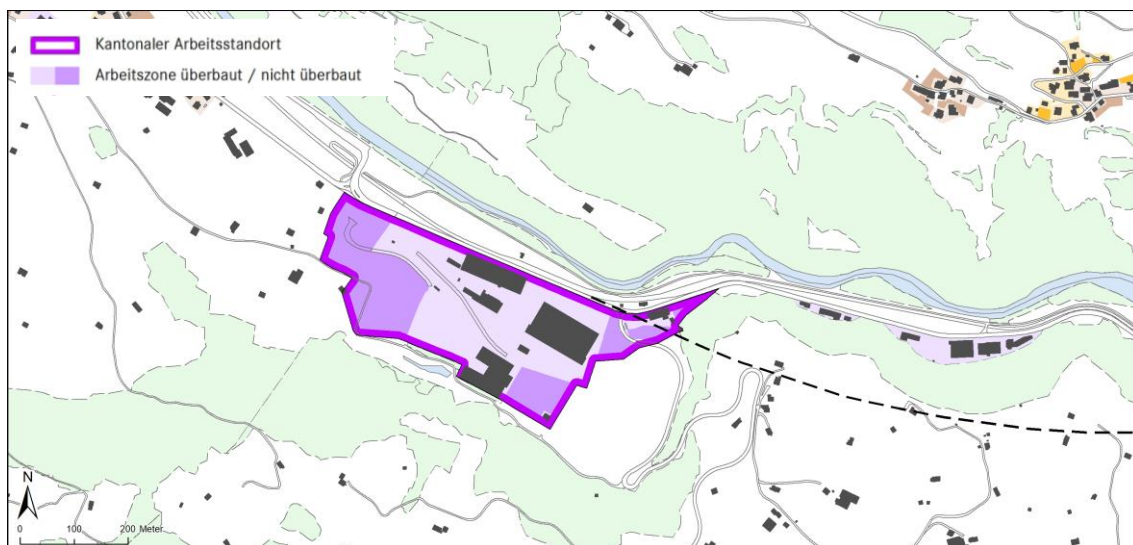 Kantonaler Arbeitsstandort
Arbeitszone überbaut / nicht überbaut
N
0 100 200 Meter